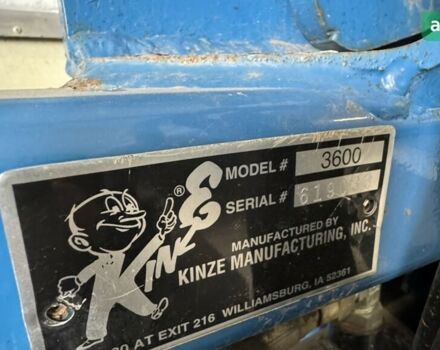 a
MODEL # 3600
SERIAL #
KINZE
®
MANUFACTURED BY
KINZE MANUFACTURING, INC.
AT EXIT 216 WILLIAMSBURG, IA 52361